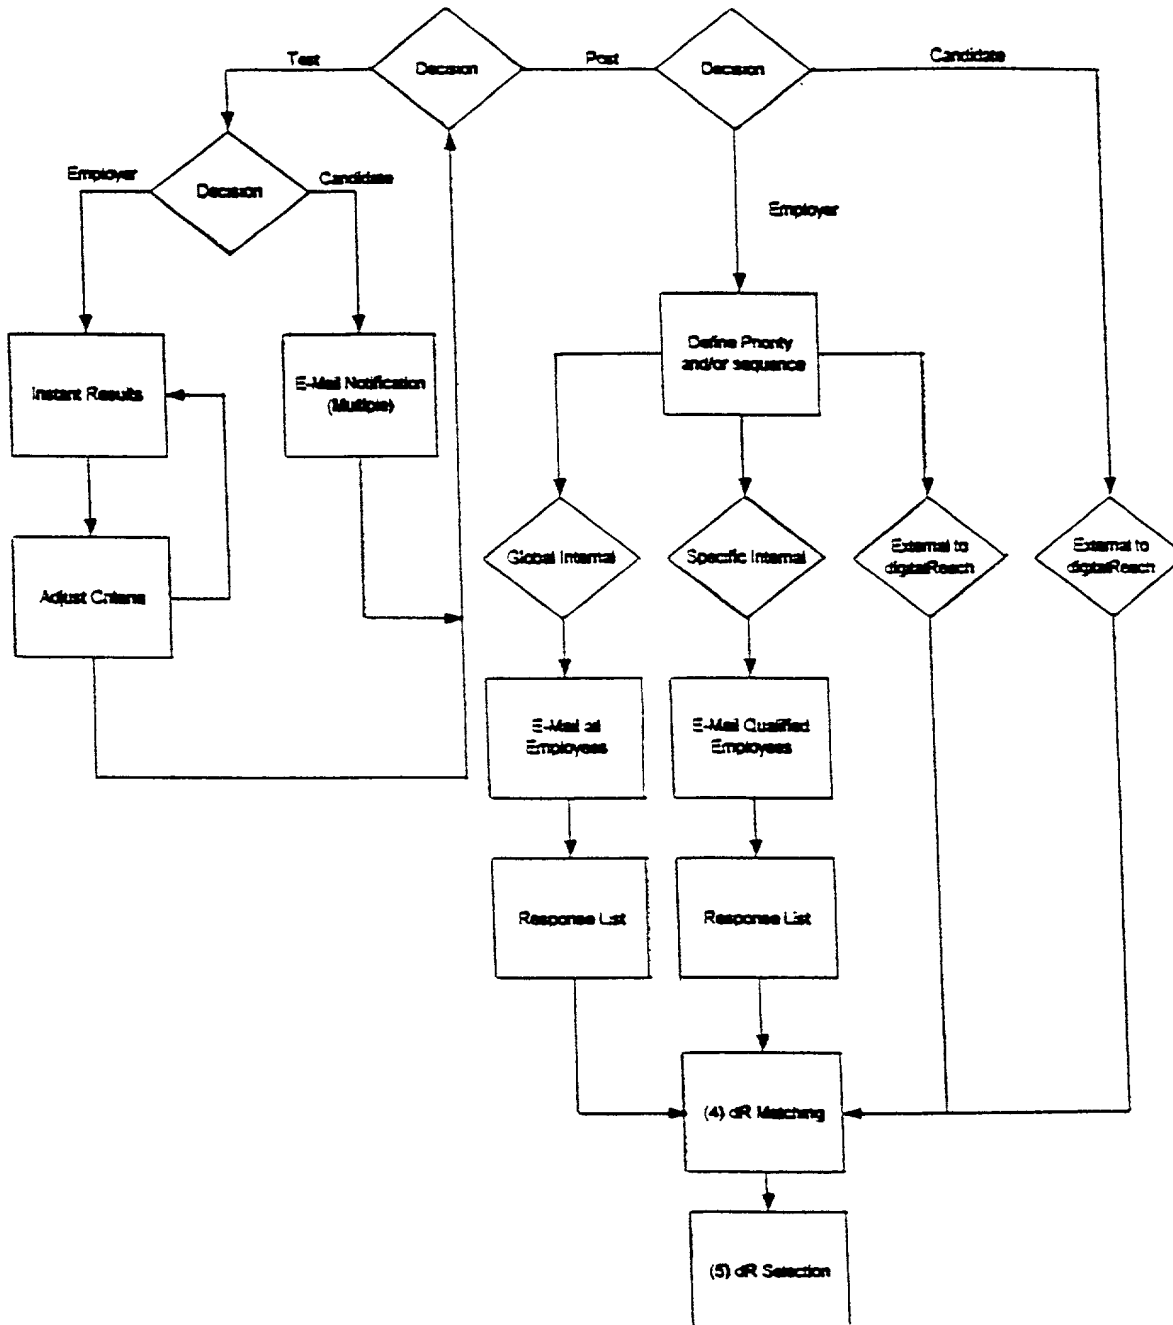 Test
Decision
Post
Decision
Candidate
Employer
Decision
Candidate
Employer
Instant Results
E-Mail Notification
(Multiple)
Define Priority
and/or sequence
Adjust Criteria
Global Internal
Specific Internal
External to
digitalReach
External to
digitalReach
E-Mail all
Employees
E-Mail Qualified
Employees
Response List
Response List
(4) dR Matching
(5) dR Selection